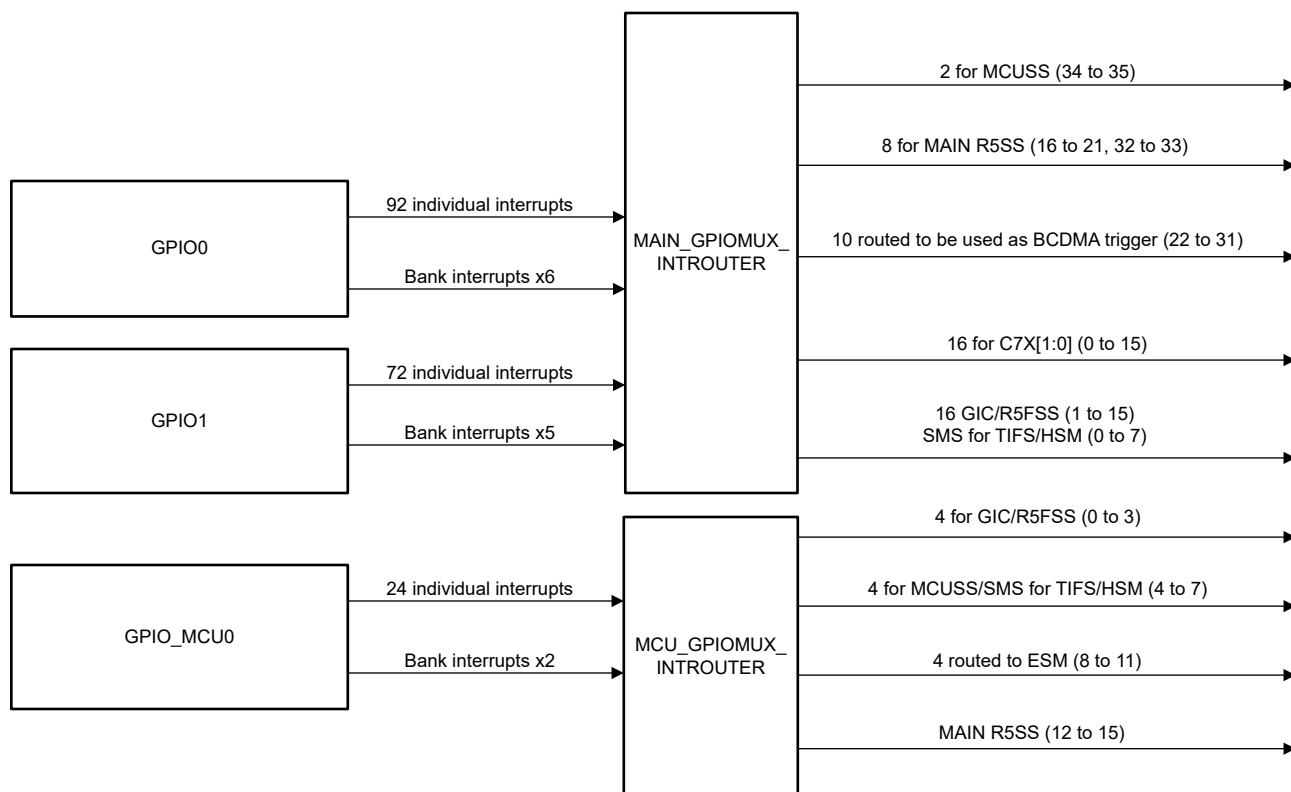 2 for MCUSS (34 to 35)
8 for MAIN R5SS (16 to 21, 32 to 33)
92 individual interrupts
GPIO0
MAIN_GPIOMUX_
INTROUTER
10 routed to be used as BCDMA trigger (22 to 31)
Bank interrupts x6
16 for C7X[1:0] (0 to 15)
72 individual interrupts
GPIO1
16 GIC/R5FSS (1 to 15)
SMS for TIFS/HSM (0 to 7)
Bank interrupts x5
4 for GIC/R5FSS (0 to 3)
24 individual interrupts
4 for MCUSS/SMS for TIFS/HSM (4 to 7)
GPIO_MCU0
MCU_GPIOMUX_
INTROUTER
Bank interrupts x2
4 routed to ESM (8 to 11)
MAIN R5SS (12 to 15)